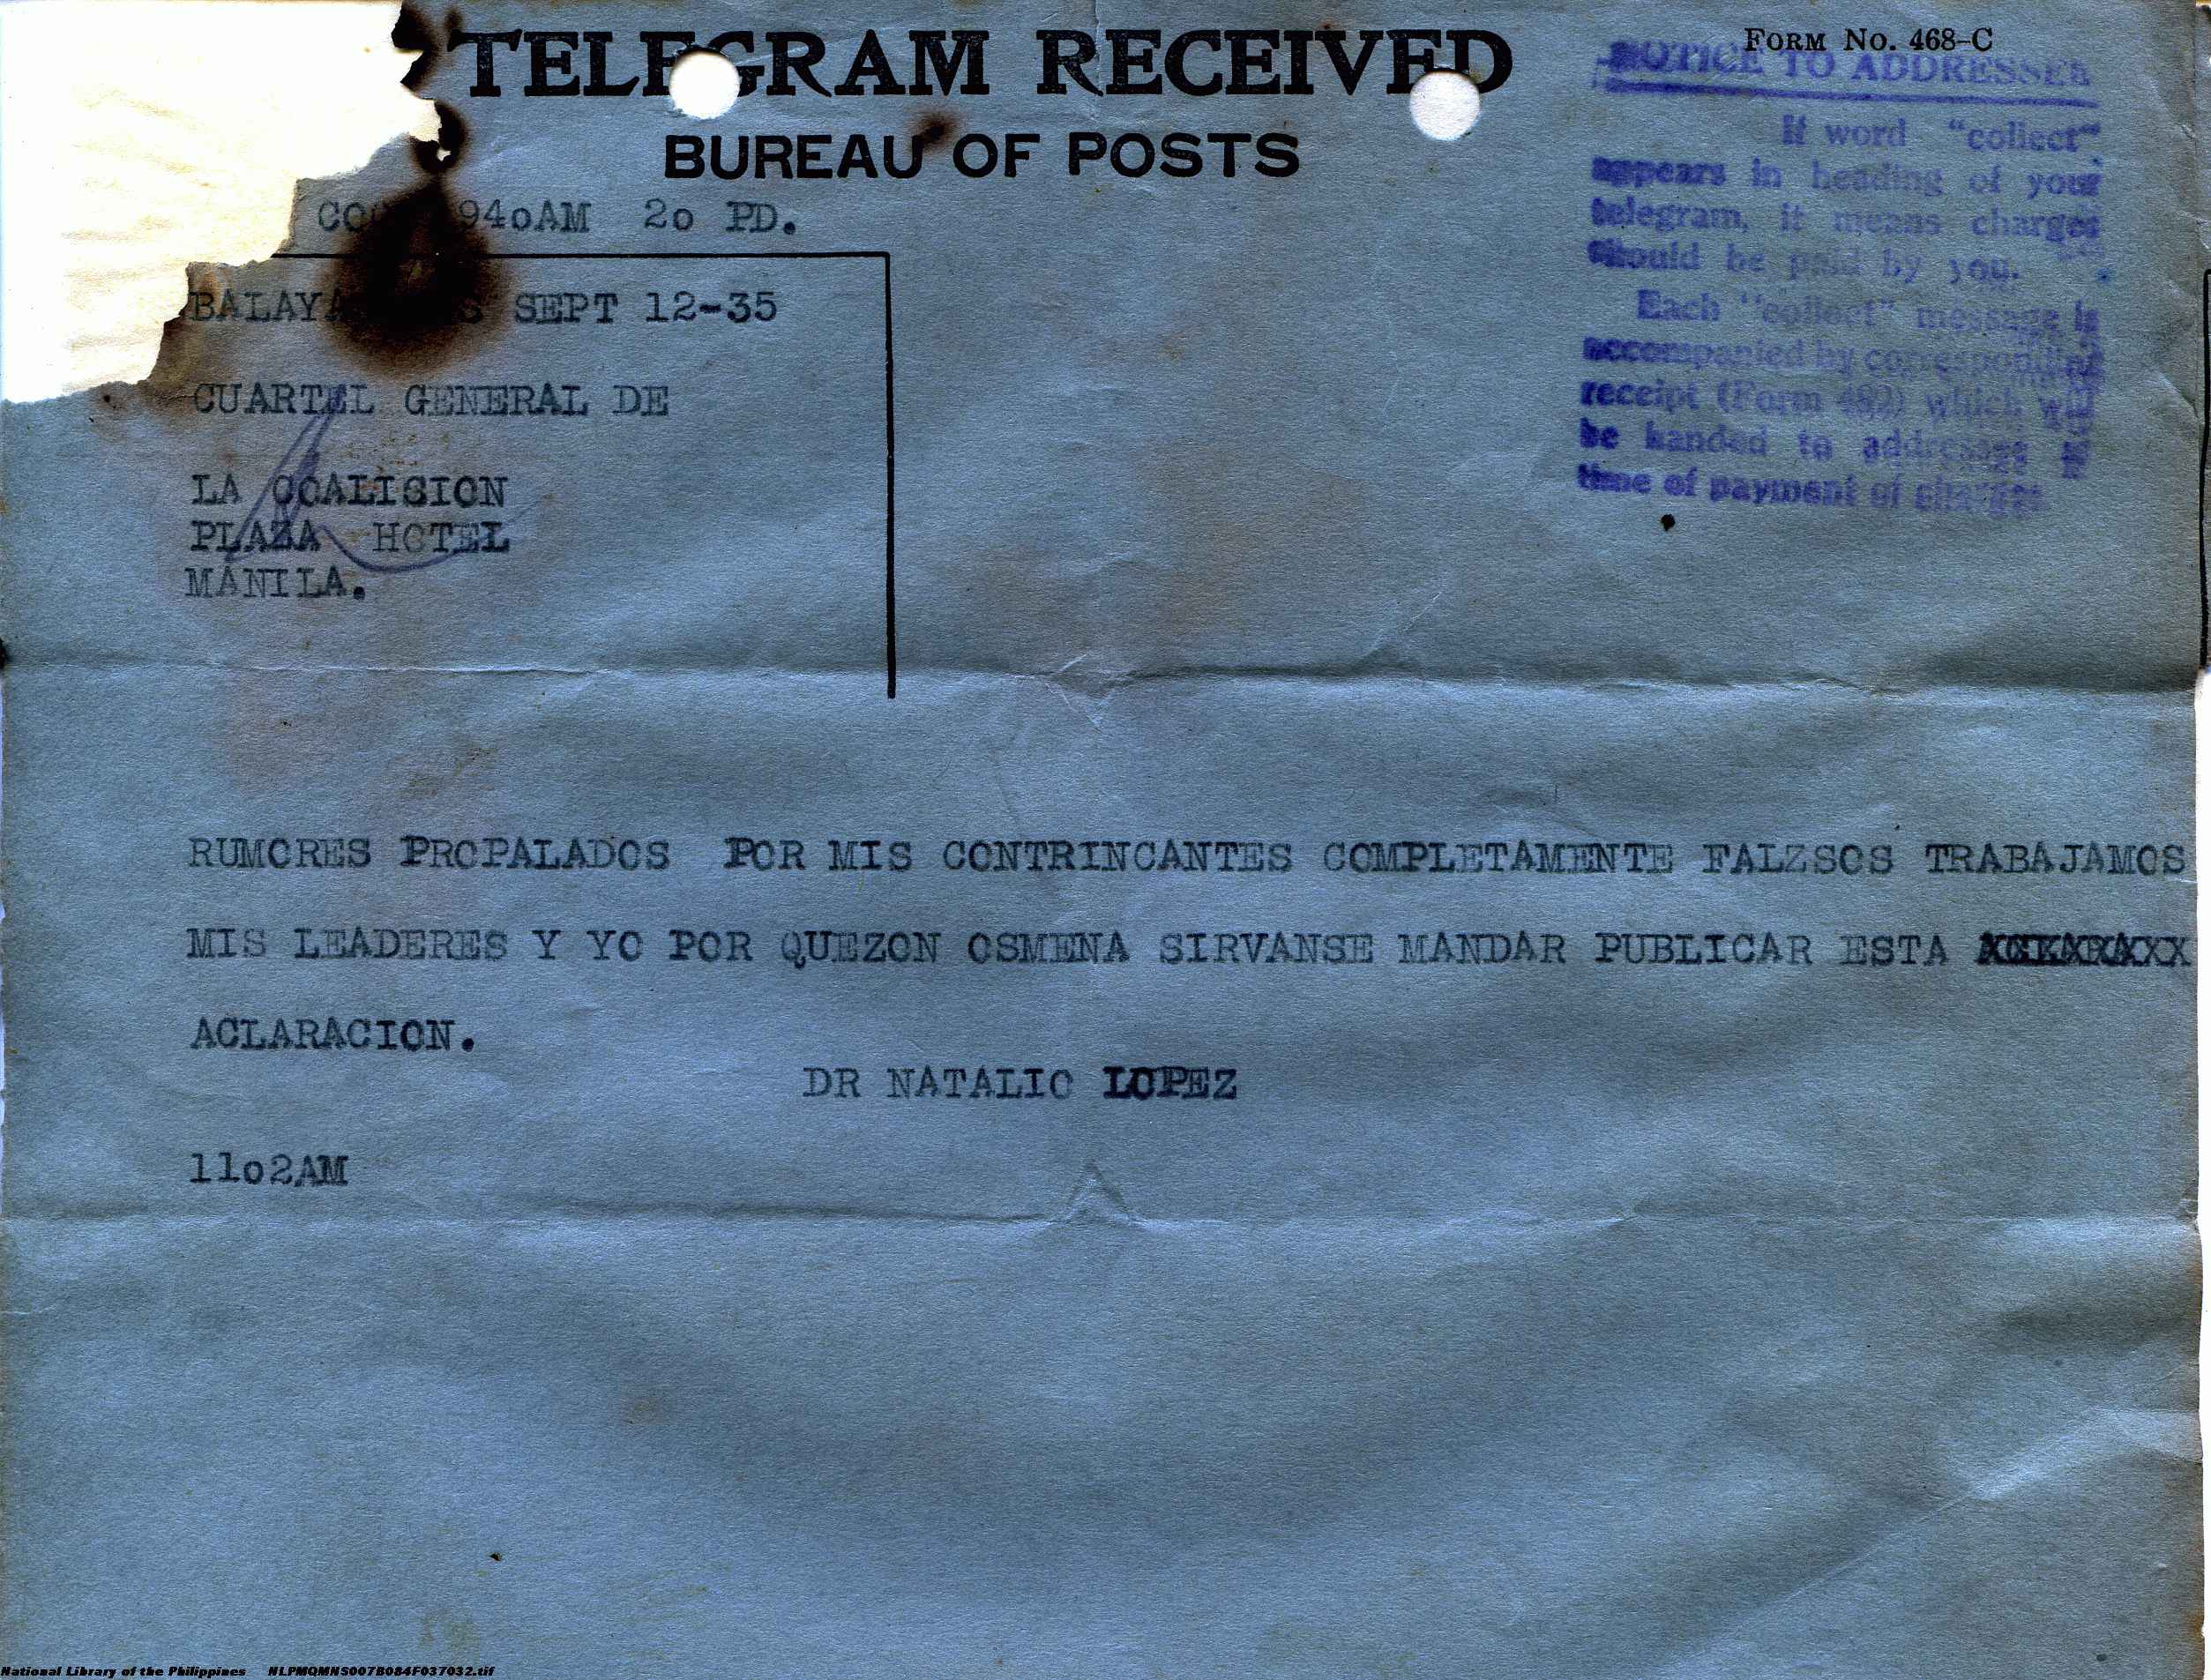 TELEGRAM RECEIVED
FORM NO. 468-C
BUREAU OF POSTS
NOTICE TO ADDRESSEE
If word "collect"
appears in heading of your
telegram, it means charges
should be paid by you.
Each "collect" message is
accompanied by corresponding
receipt (Form 482) which will
be handed to addressee
time of payment of charges
940AM 20 PD.
SEPT 12-35
CUARTEL GENERAL DE
LA COALISION
PLAZA HOTEL
MANILA.
RUMORES PROPALADOS POR MIS CONTRINCANTES COMPLETAMENTE FALZSOS TRABAJAMOS
MIS LEADERES Y YO POR QUEZON OSMENA SIRVANSE MANDAR PUBLICAR ESTA
ACLARACION.
DR NATALIO LOPEZ
1102AM
National Library of the Philippines NLPMQMNS007B084F037032.tif